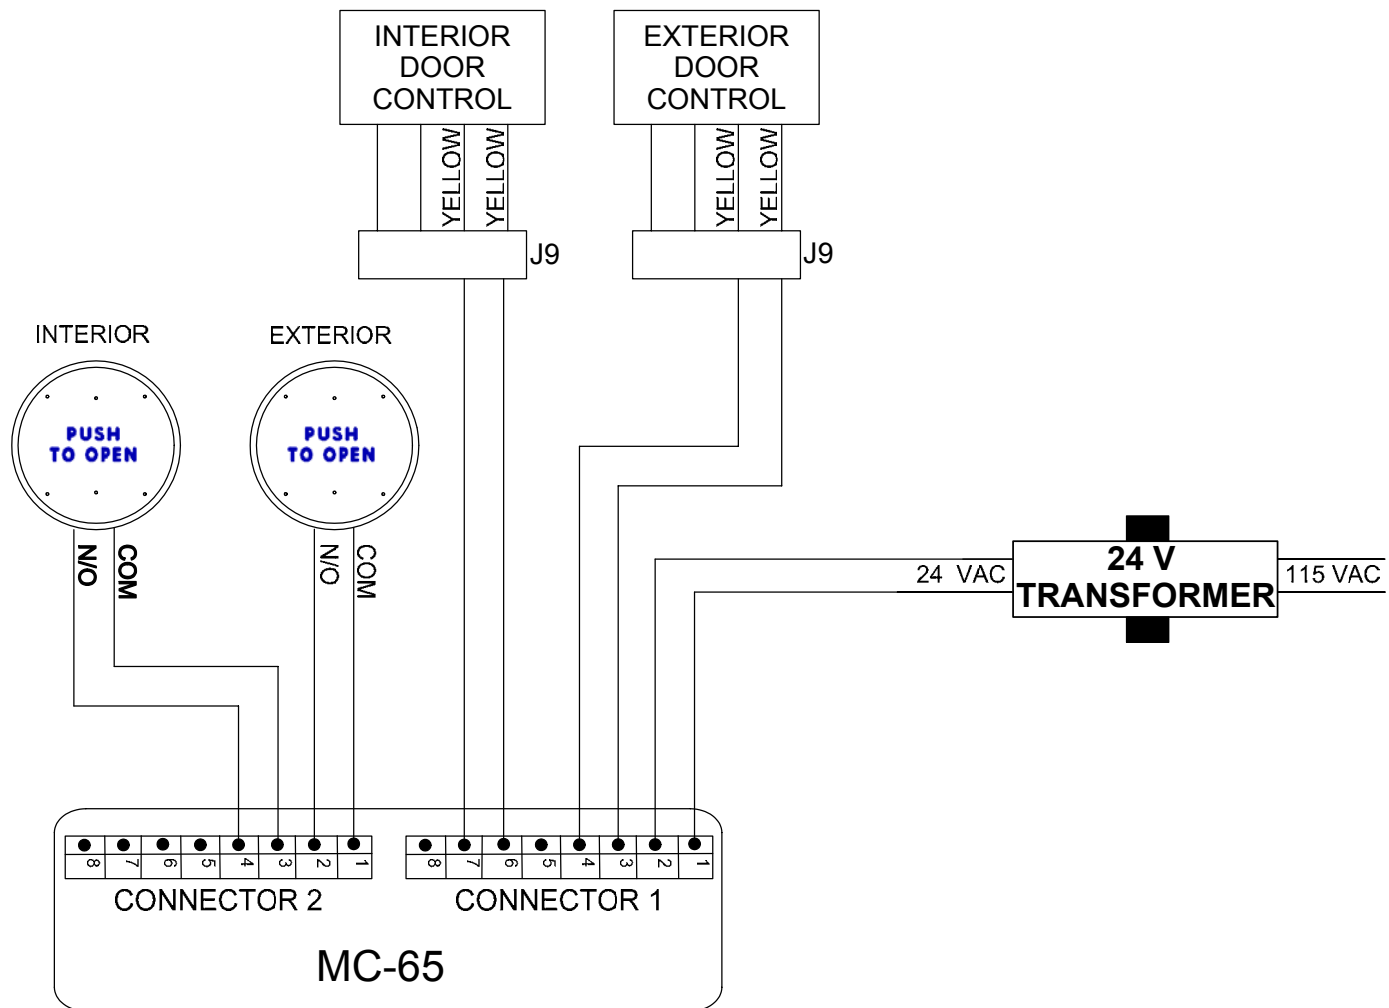 INTERIOR
DOOR
CONTROL
EXTERIOR
DOOR
CONTROL
YELLOW
YELLOW
YELLOW
YELLOW
J9
J9
INTERIOR
EXTERIOR
PUSH
TO OPEN
PUSH
TO OPEN
N/O
COM
N/O
COM
24 VAC
24 V
TRANSFORMER
115 VAC
8 7 6 5 4 3 2 1
8 7 6 5 4 3 2 1
CONNECTOR 2
CONNECTOR 1
MC-65